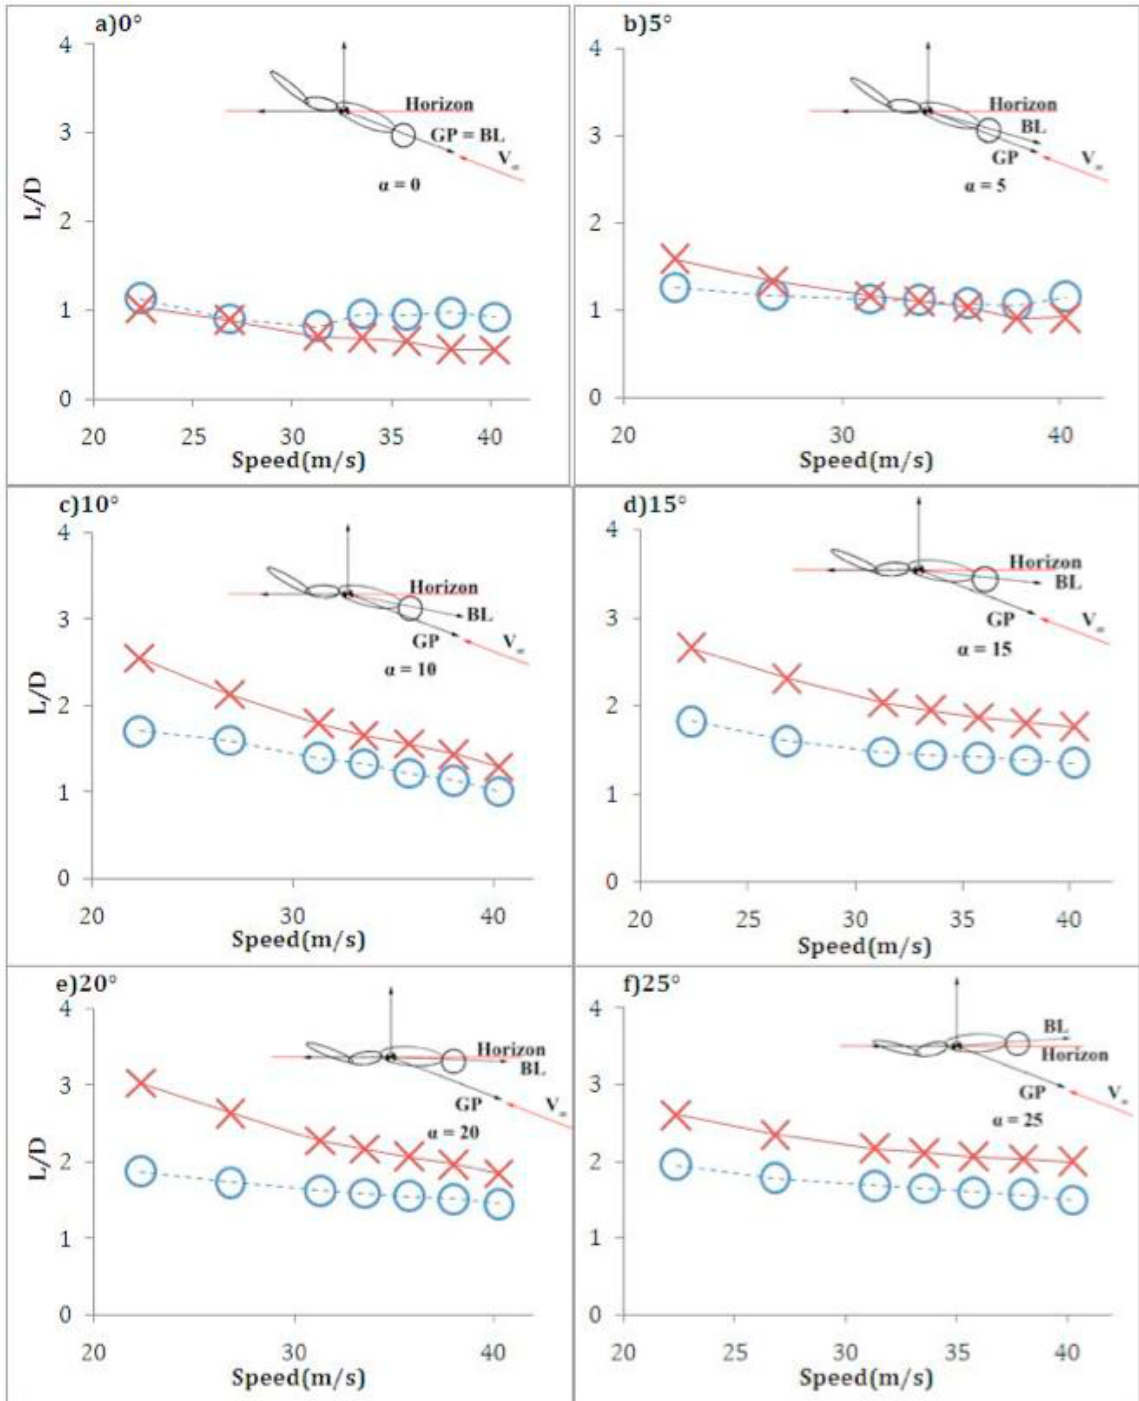 a)0°
4
3
2
1
0
L/D
Horizon
GP = BL
V∞
α = 0
20 25 30 35 40
Speed(m/s)
b)5°
4
3
2
1
0
Horizon
BL
GP
V∞
α = 5
20 30 40
Speed(m/s)
c)10°
4
3
2
1
0
L/D
Horizon
BL
GP
V∞
α = 10
20 30 40
Speed(m/s)
d)15°
4
3
2
1
0
Horizon
BL
GP
V∞
α = 15
20 25 30 35 40
Speed(m/s)
e)20°
4
3
2
1
0
L/D
Horizon
BL
GP
V∞
α = 20
20 30 40
Speed(m/s)
f)25°
4
3
2
1
0
BL
Horizon
GP
V∞
α = 25
20 25 30 35 40
Speed(m/s)